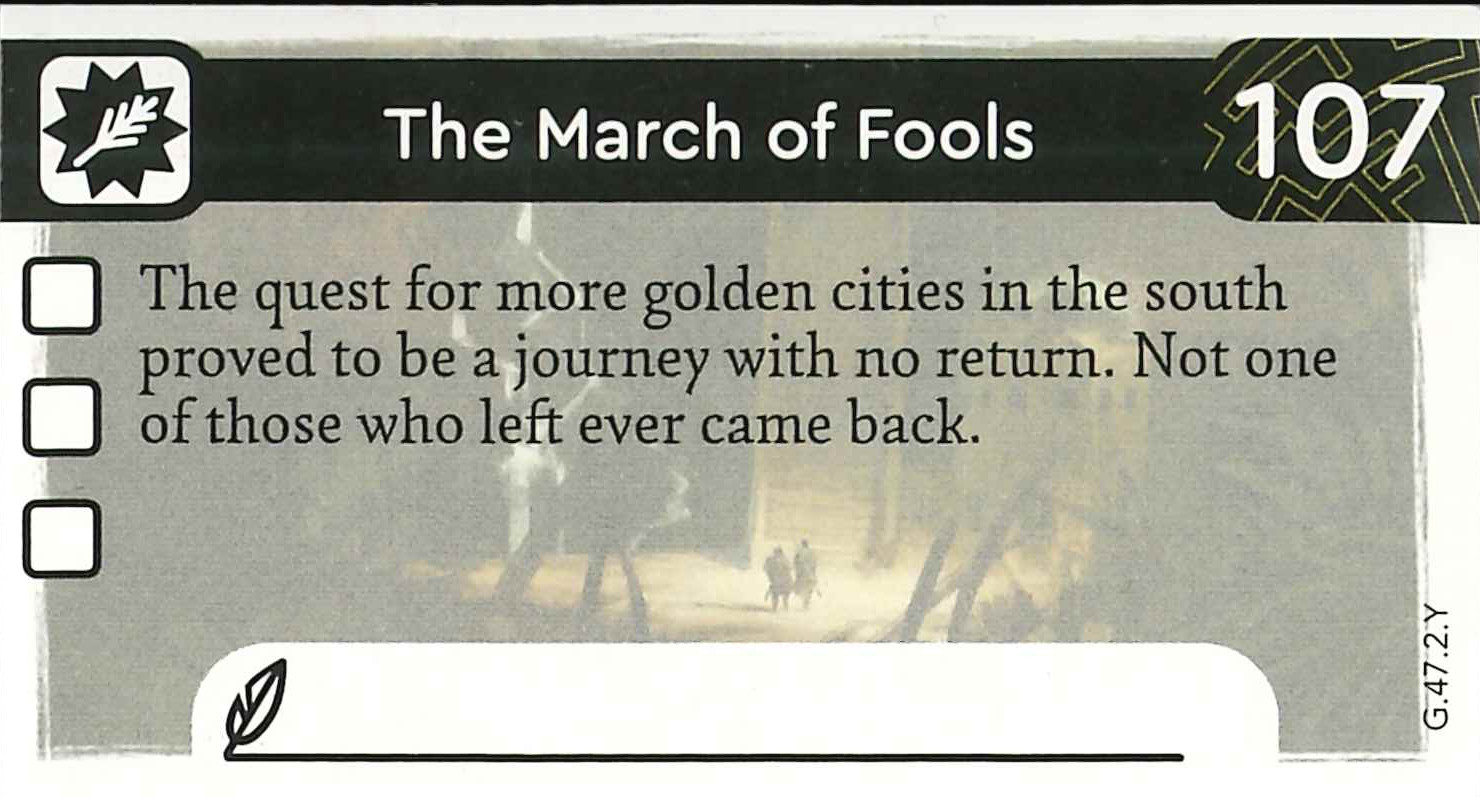 The March of Fools
107
The quest for more golden cities in the south
proved to be a journey with no return. Not one
of those who left ever came back.
G.47.2.Y